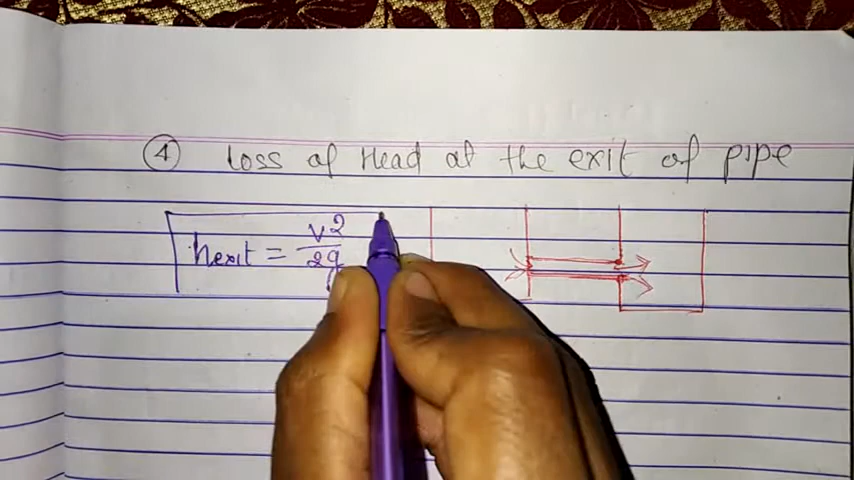 4 Loss of Head at the exit of pipe
hexit = V²/2g